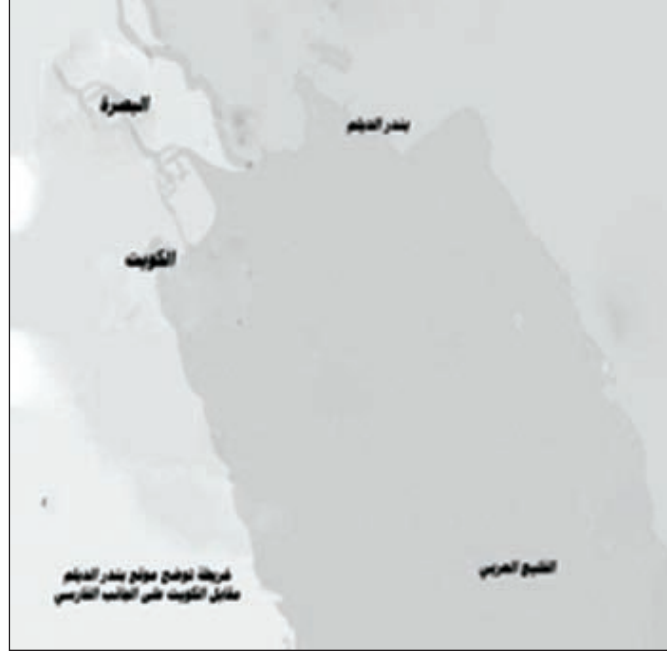 البصرة
بندر الديلم
الكويت
الخليج العربي
خريطة توضح موقع بندر الديلم
مقابل الكويت على الجانب الفارسي